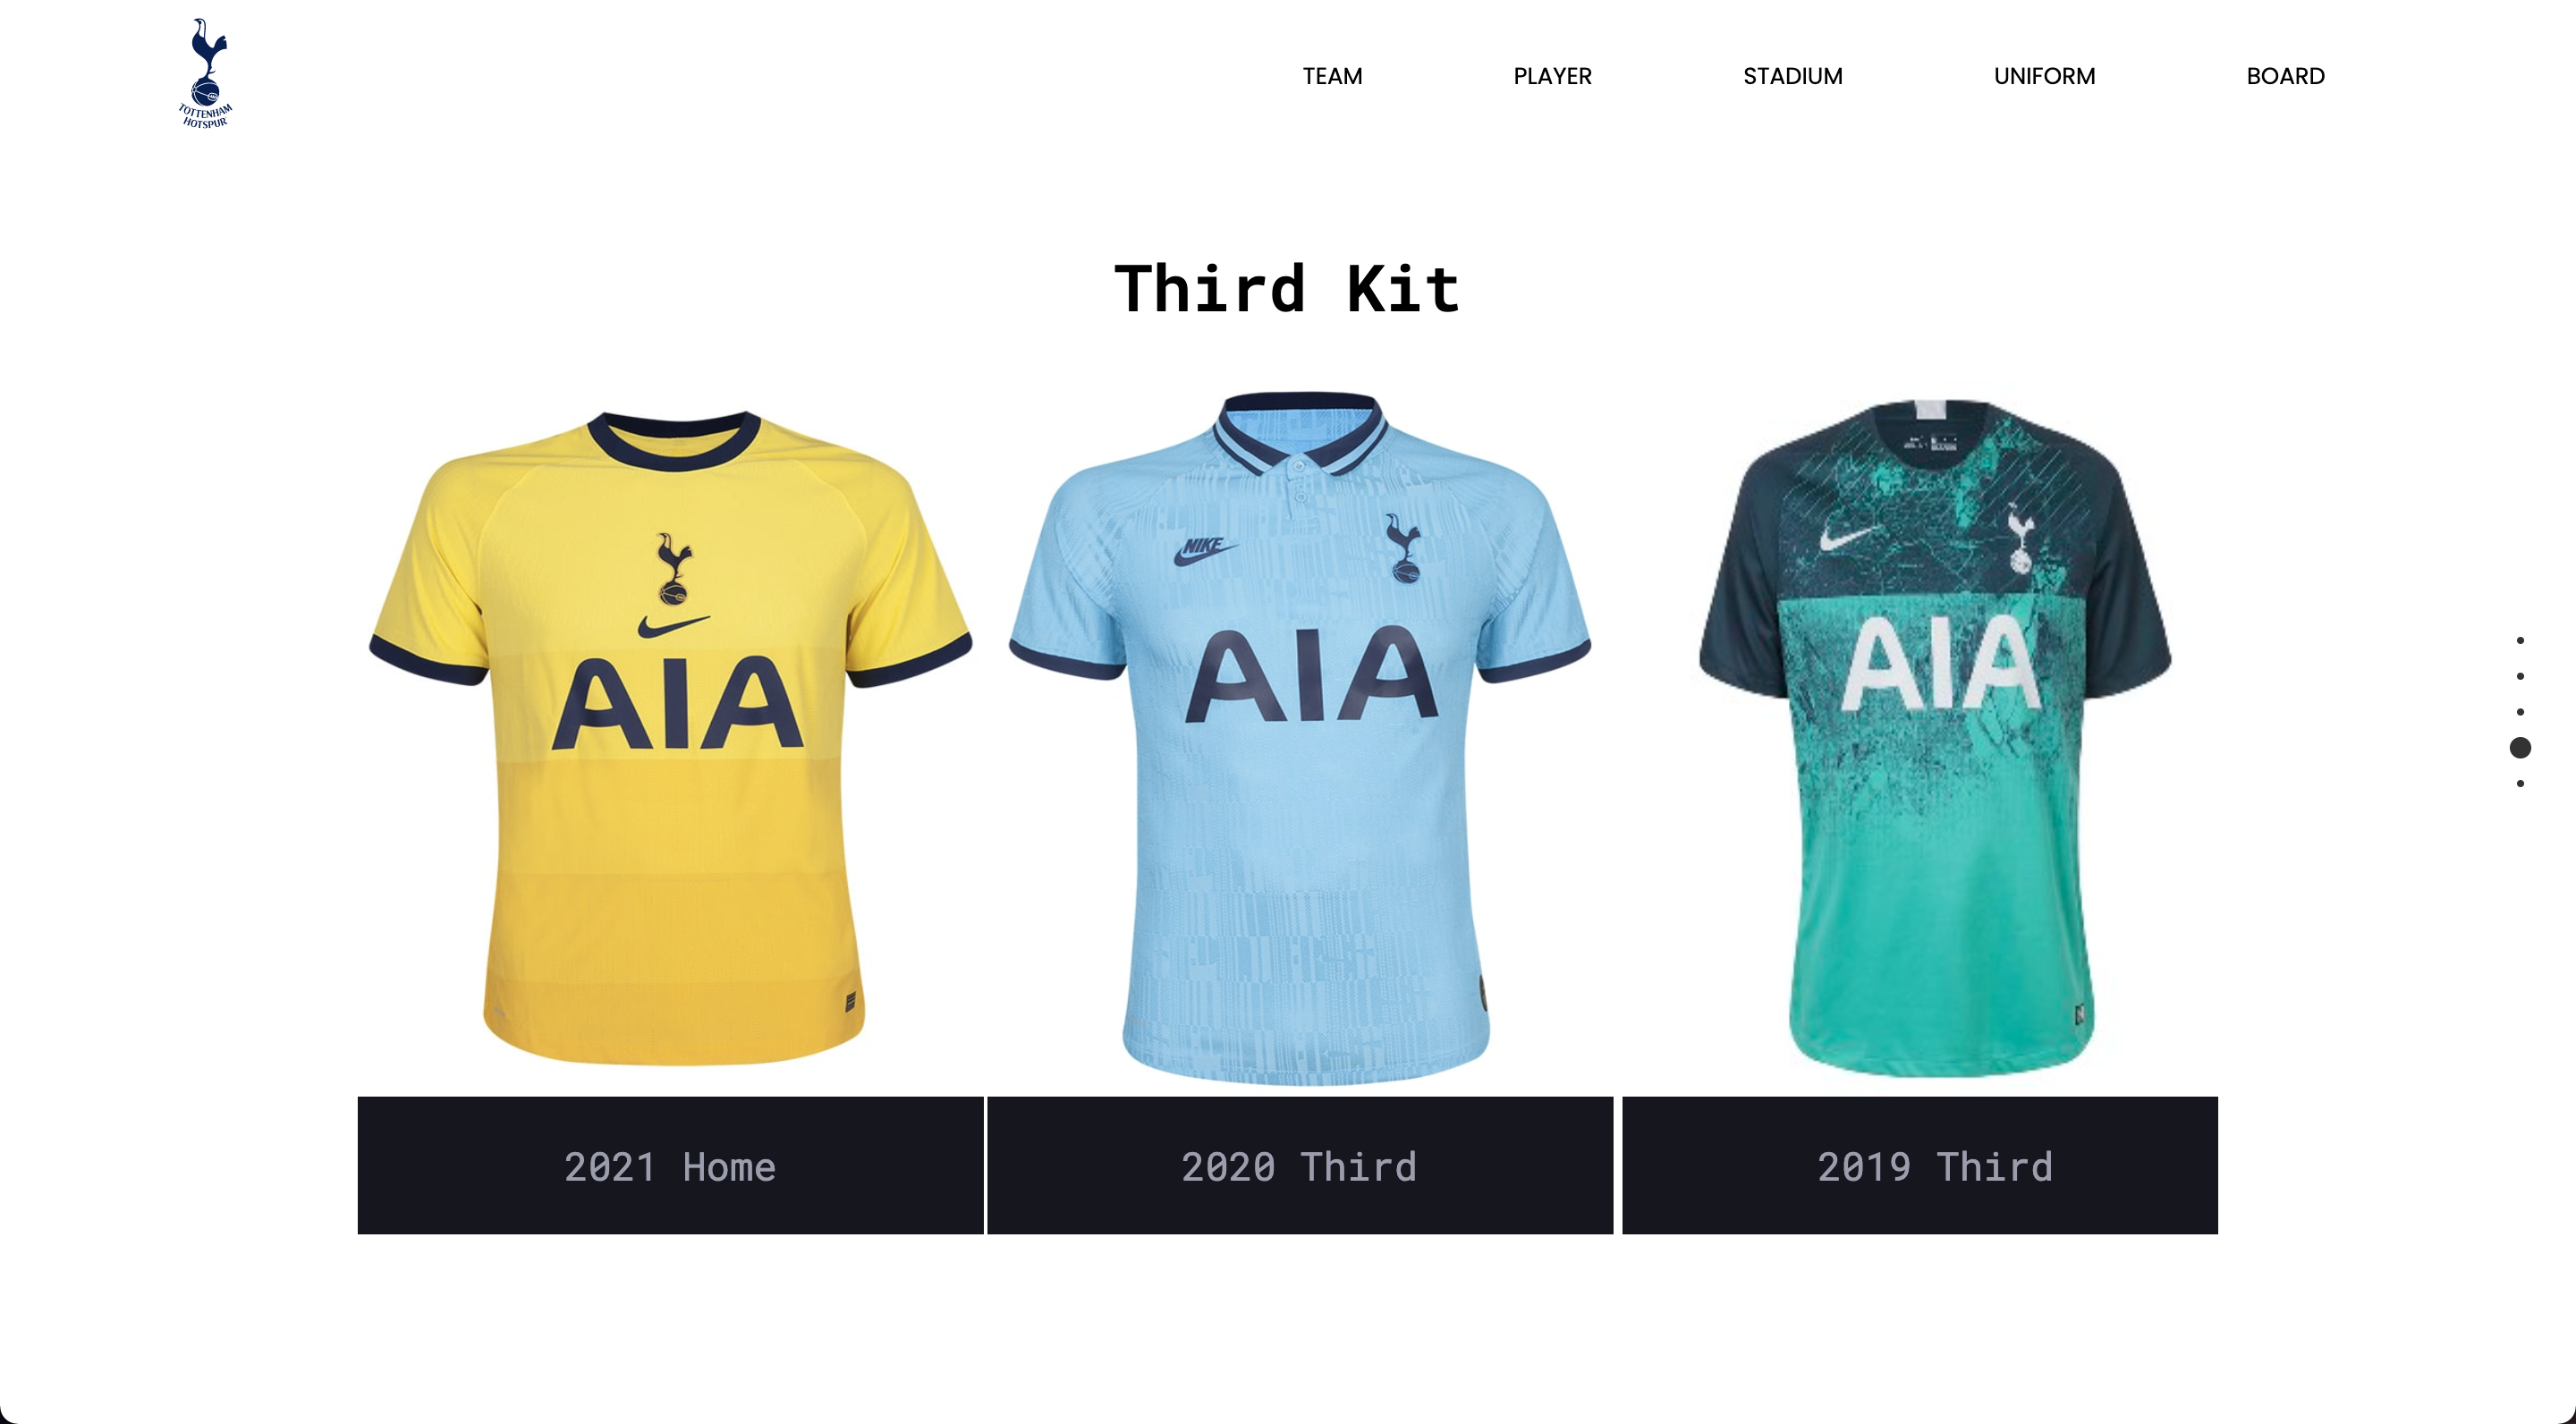 TOTTENHAM
HOTSPUR
TEAM PLAYER STADIUM UNIFORM BOARD
Third Kit
AIA
NIKE
AIA
AIA
2021 Home
2020 Third
2019 Third